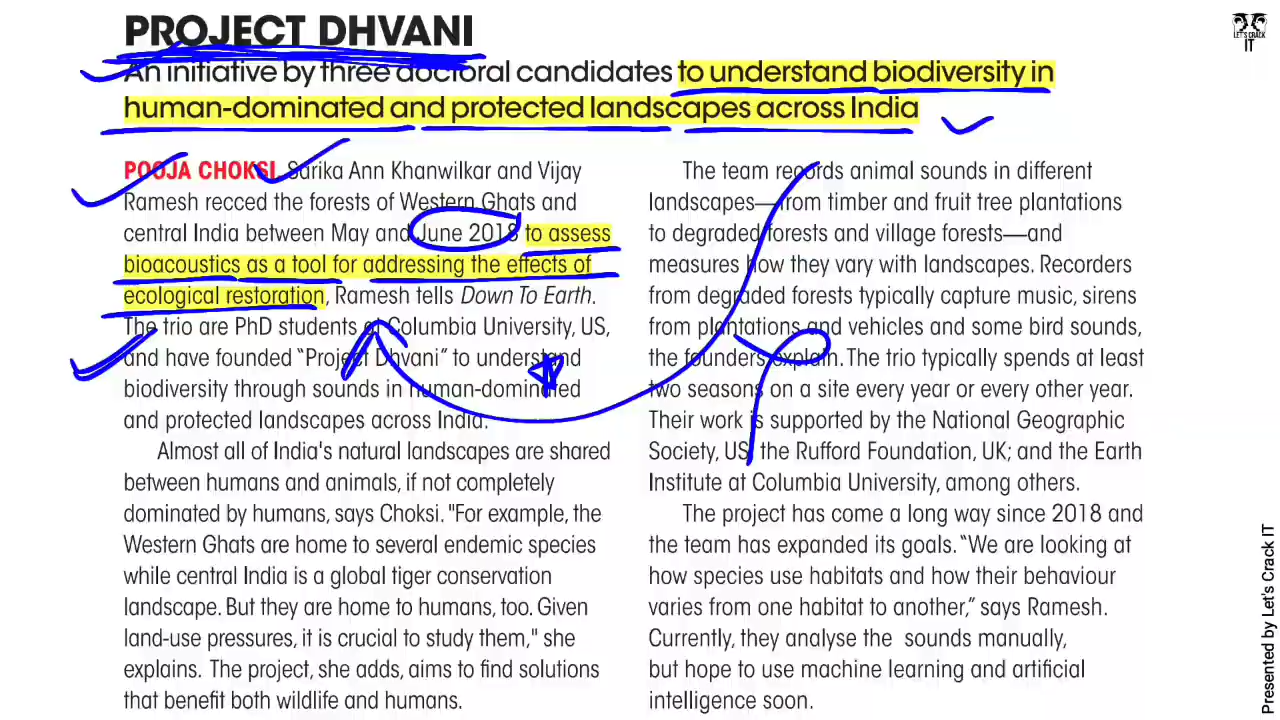 PROJECT DHVANI
An initiative by three doctoral candidates to understand biodiversity in
human-dominated and protected landscapes across India
POOJA CHOKSI, Sarika Ann Khanwilkar and Vijay
Ramesh recced the forests of Western Ghats and
central India between May and June 2018 to assess
bioacoustics as a tool for addressing the effects of
ecological restoration, Ramesh tells Down To Earth.
The trio are PhD students at Columbia University, US,
and have founded “Project Dhvani” to understand
biodiversity through sounds in human-dominated
and protected landscapes across India.
Almost all of India's natural landscapes are shared
between humans and animals, if not completely
dominated by humans, says Choksi. "For example, the
Western Ghats are home to several endemic species
while central India is a global tiger conservation
landscape. But they are home to humans, too. Given
land-use pressures, it is crucial to study them," she
explains. The project, she adds, aims to find solutions
that benefit both wildlife and humans.
The team records animal sounds in different
landscapes—from timber and fruit tree plantations
to degraded forests and village forests—and
measures how they vary with landscapes. Recorders
from degraded forests typically capture music, sirens
from plantations and vehicles and some bird sounds,
the founders explain. The trio typically spends at least
two seasons on a site every year or every other year.
Their work is supported by the National Geographic
Society, US; the Rufford Foundation, UK; and the Earth
Institute at Columbia University, among others.
The project has come a long way since 2018 and
the team has expanded its goals. “We are looking at
how species use habitats and how their behaviour
varies from one habitat to another,” says Ramesh.
Currently, they analyse the sounds manually,
but hope to use machine learning and artificial
intelligence soon.
LET'S CRACK
IT
Presented by Let's Crack IT